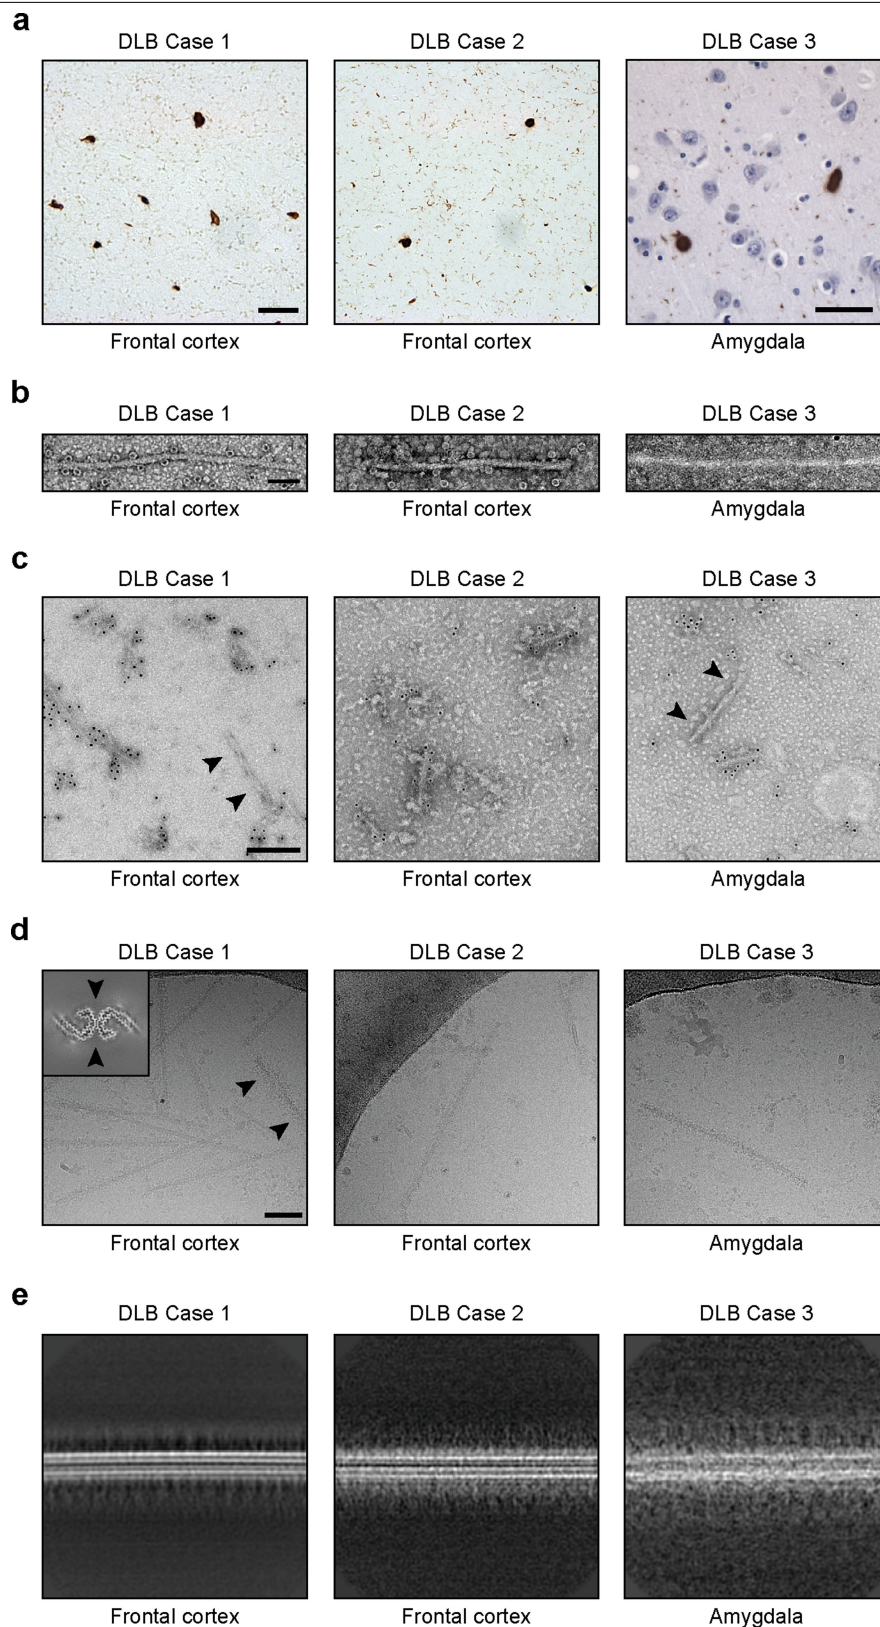 a
DLB Case 1 DLB Case 2 DLB Case 3
Frontal cortex Frontal cortex Amygdala
b
DLB Case 1 DLB Case 2 DLB Case 3
Frontal cortex Frontal cortex Amygdala
c
DLB Case 1 DLB Case 2 DLB Case 3
Frontal cortex Frontal cortex Amygdala
d
DLB Case 1 DLB Case 2 DLB Case 3
Frontal cortex Frontal cortex Amygdala
e
DLB Case 1 DLB Case 2 DLB Case 3
Frontal cortex Frontal cortex Amygdala